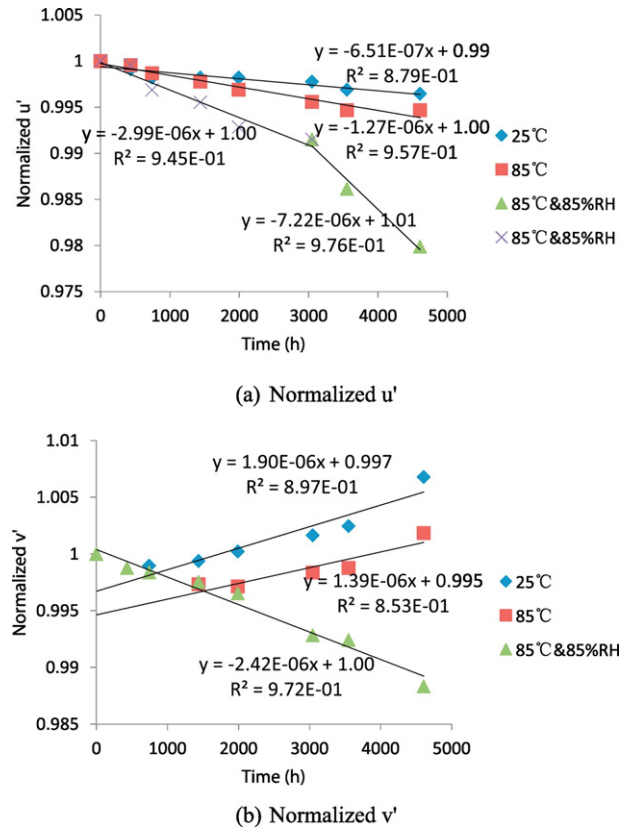 1.005
1
0.995
0.99
0.985
0.98
0.975
Normalized u'
y = -6.51E-07x + 0.99
R² = 8.79E-01
y = -1.27E-06x + 1.00
R² = 9.57E-01
y = -2.99E-06x + 1.00
R² = 9.45E-01
y = -7.22E-06x + 1.01
R² = 9.76E-01
25℃
85℃
85℃&85%RH
85℃&85%RH
0 1000 2000 3000 4000 5000
Time (h)
(a) Normalized u'
1.01
1.005
1
0.995
0.99
0.985
Normalized v'
y = 1.90E-06x + 0.997
R² = 8.97E-01
y = 1.39E-06x + 0.995
R² = 8.53E-01
y = -2.42E-06x + 1.00
R² = 9.72E-01
25℃
85℃
85℃&85%RH
0 1000 2000 3000 4000 5000
Time (h)
(b) Normalized v'